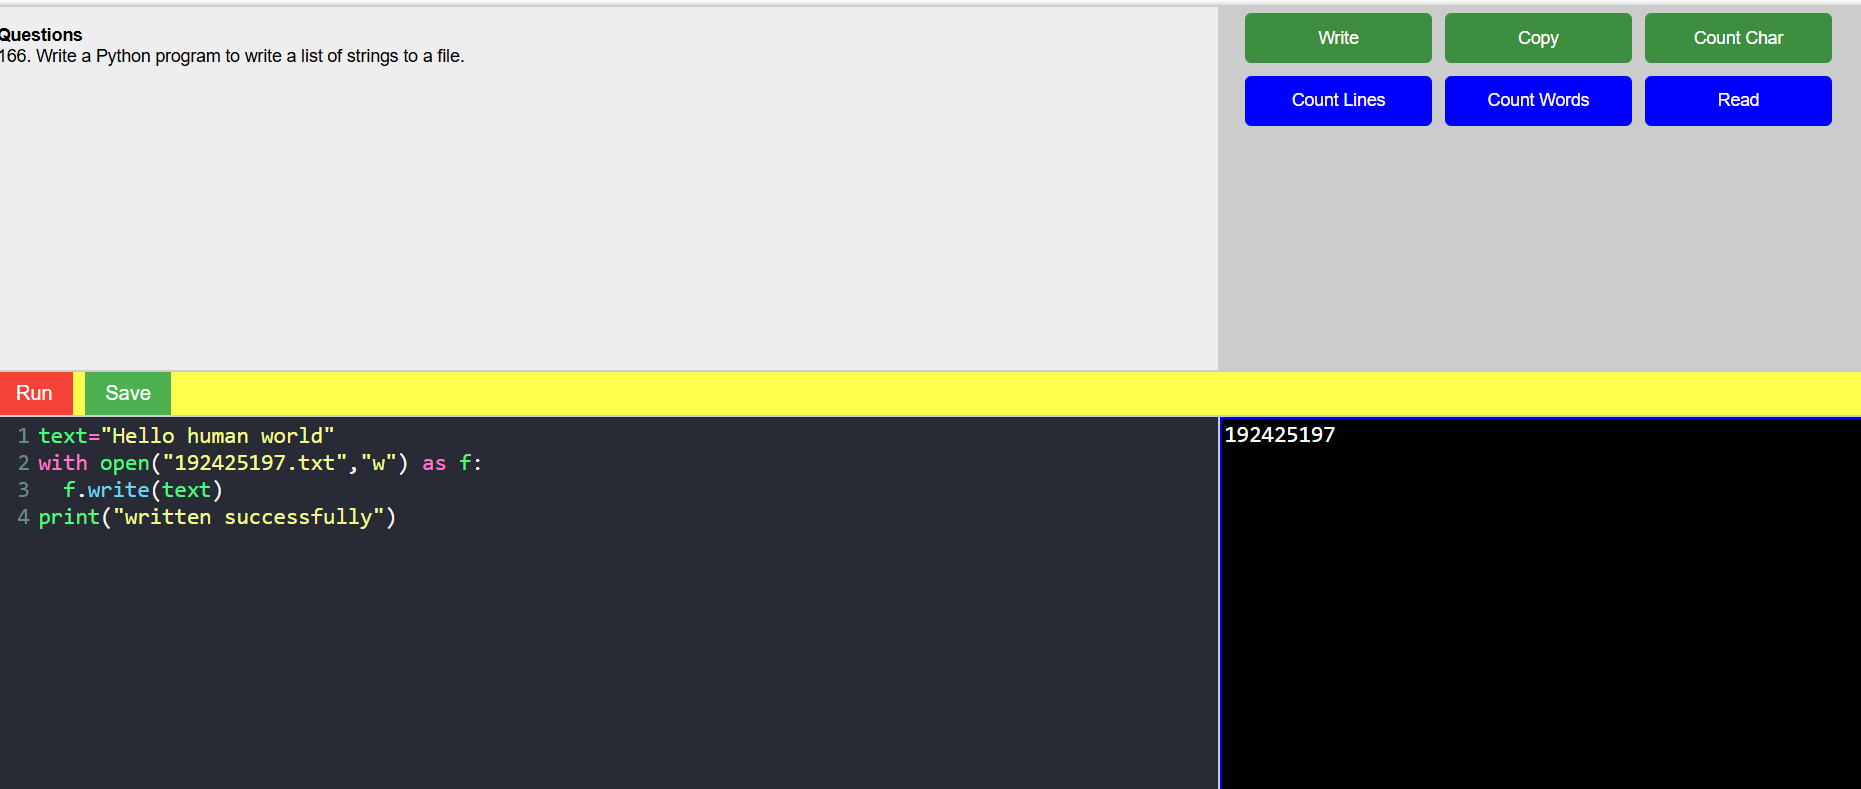 Questions
166. Write a Python program to write a list of strings to a file.
Write
Copy
Count Char
Count Lines
Count Words
Read
Run
Save
1 text="Hello human world"
2 with open("192425197.txt","w") as f:
3   f.write(text)
4 print("written successfully")
192425197